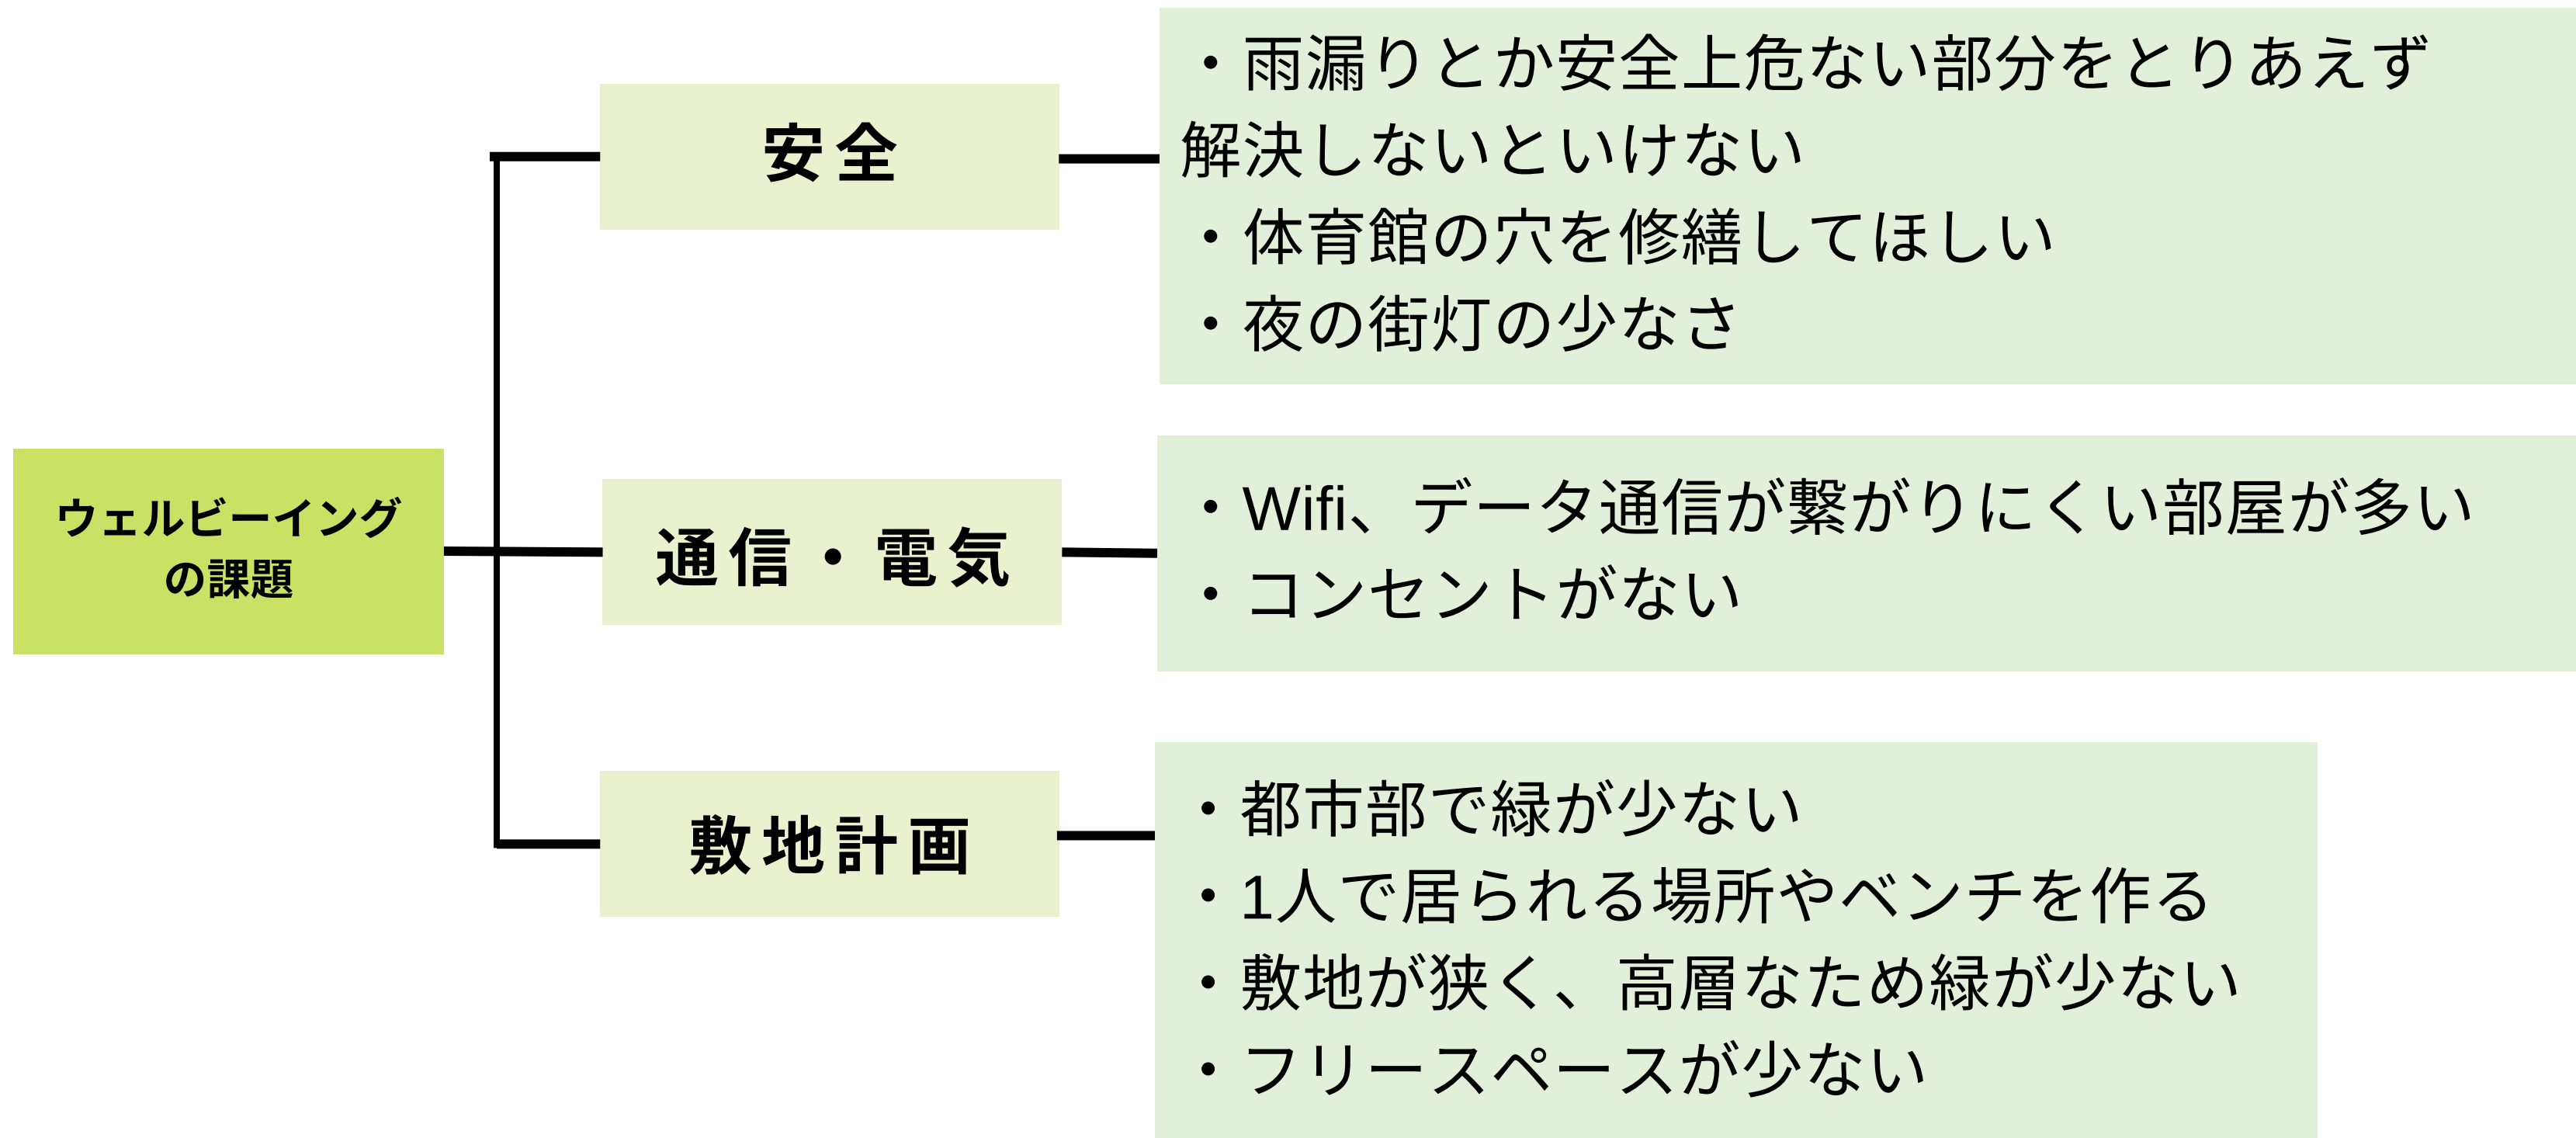 ウェルビーイング
の課題
安全
・雨漏りとか安全上危ない部分をとりあえず
解決しないといけない
・体育館の穴を修繕してほしい
・夜の街灯の少なさ
通信・電気
・Wifi、データ通信が繋がりにくい部屋が多い
・コンセントがない
敷地計画
・都市部で緑が少ない
・1人で居られる場所やベンチを作る
・敷地が狭く、高層なため緑が少ない
・フリースペースが少ない